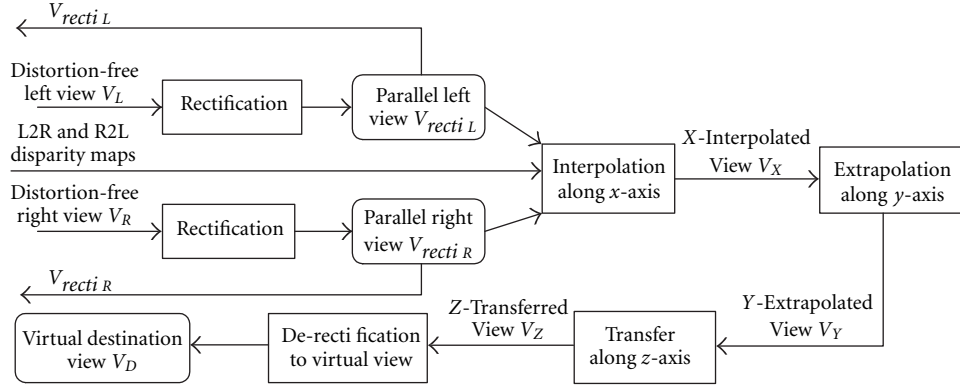 V_recti L
Distortion-free
left view V_L
Rectification
Parallel left
view V_recti L
L2R and R2L
disparity maps
Interpolation
along x-axis
X-Interpolated
View V_X
Extrapolation
along y-axis
Distortion-free
right view V_R
Rectification
Parallel right
view V_recti R
V_recti R
Y-Extrapolated
View V_Y
Transfer
along z-axis
Z-Transferred
View V_Z
De-recti fication
to virtual view
Virtual destination
view V_D